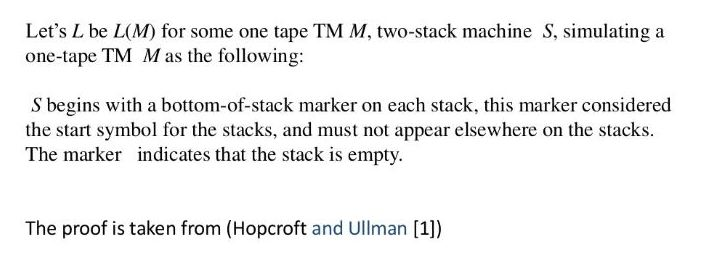 Let's L be L(M) for some one tape TM M, two-stack machine S, simulating a
one-tape TM M as the following:
S begins with a bottom-of-stack marker on each stack, this marker considered
the start symbol for the stacks, and must not appear elsewhere on the stacks.
The marker indicates that the stack is empty.
The proof is taken from (Hopcroft and Ullman [1])